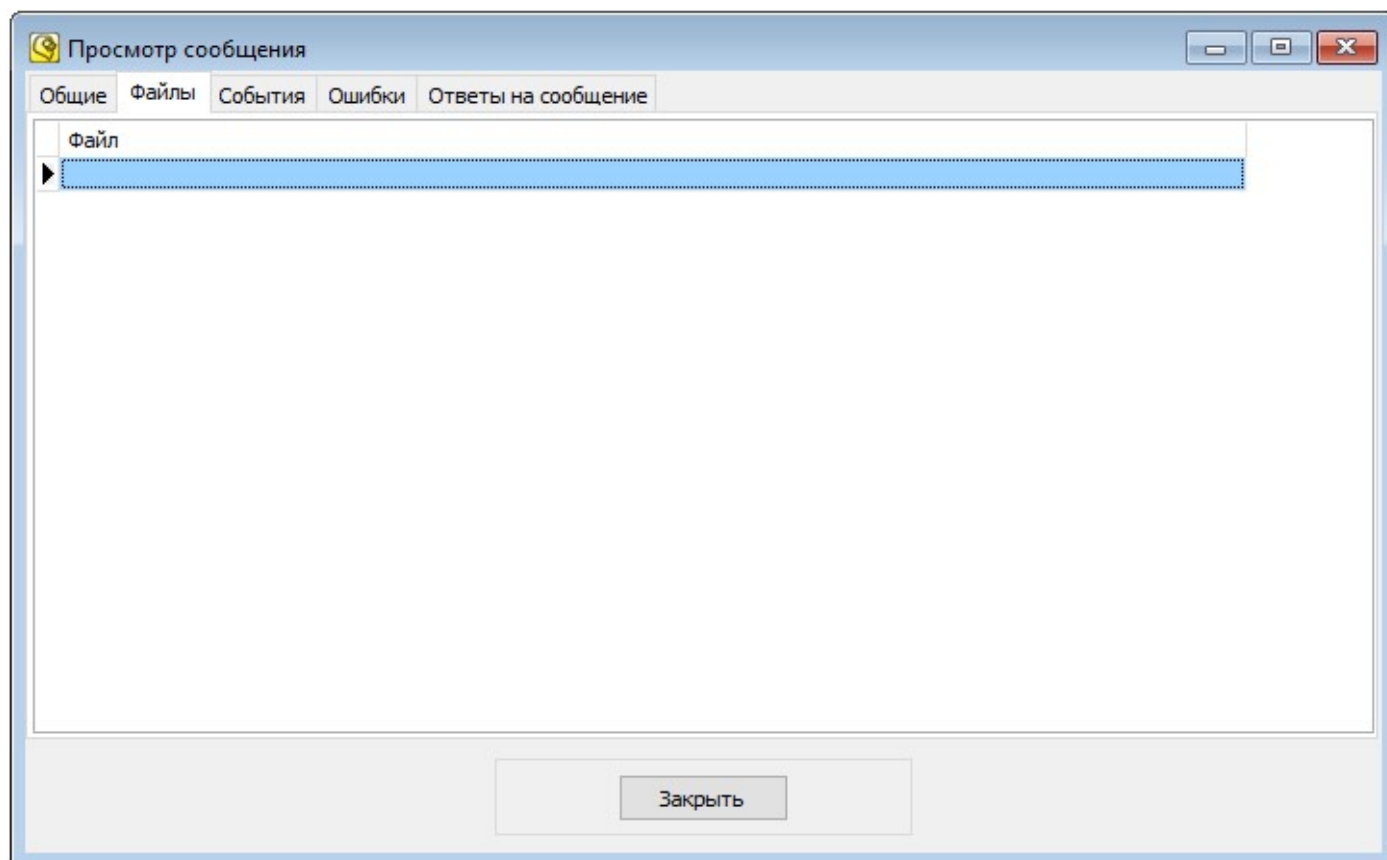 Просмотр сообщения
Общие Файлы События Ошибки Ответы на сообщение
Файл
Закрыть